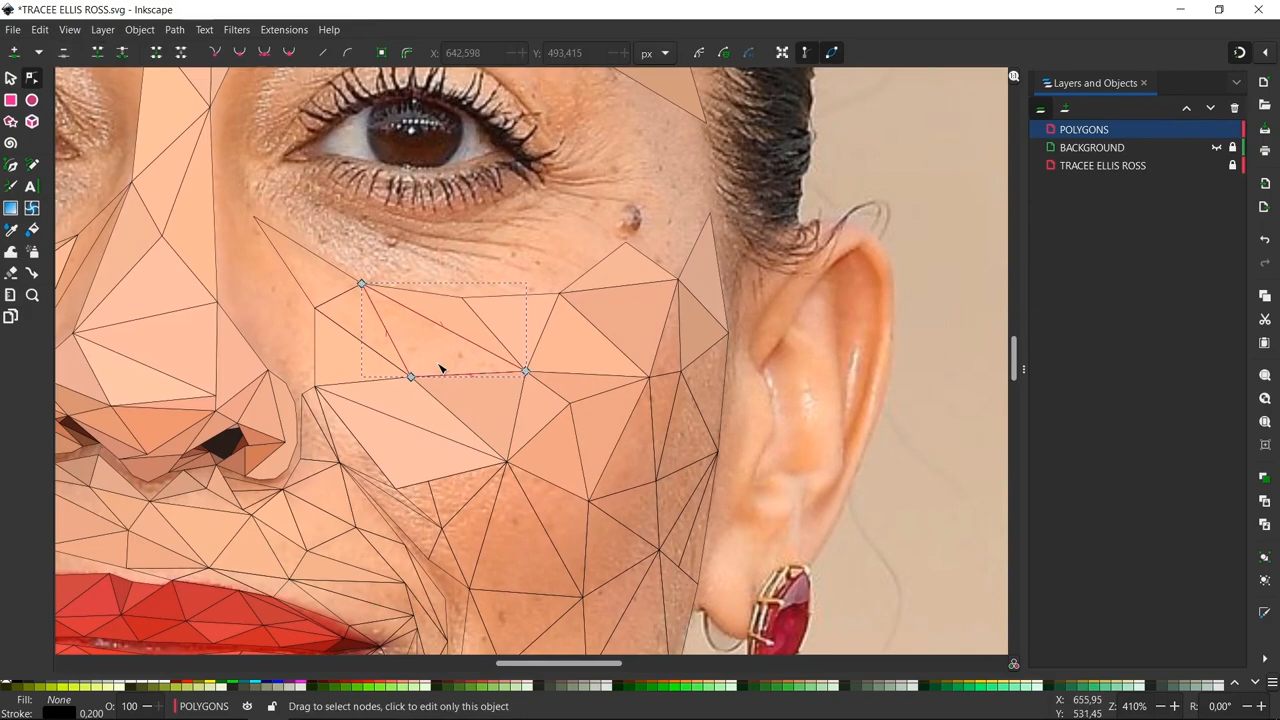 *TRACEE ELLIS ROSS.svg - Inkscape
File Edit View Layer Object Path Text Filters Extensions Help
X: 642,598 Y: 493,415 px
Layers and Objects
POLYGONS
BACKGROUND
TRACEE ELLIS ROSS
Fill: None O: 100 POLYGONS Drag to select nodes, click to edit only this object X: 655,95 Z: 410% R: 0,00°
Stroke: 0,200 Y: 531,45